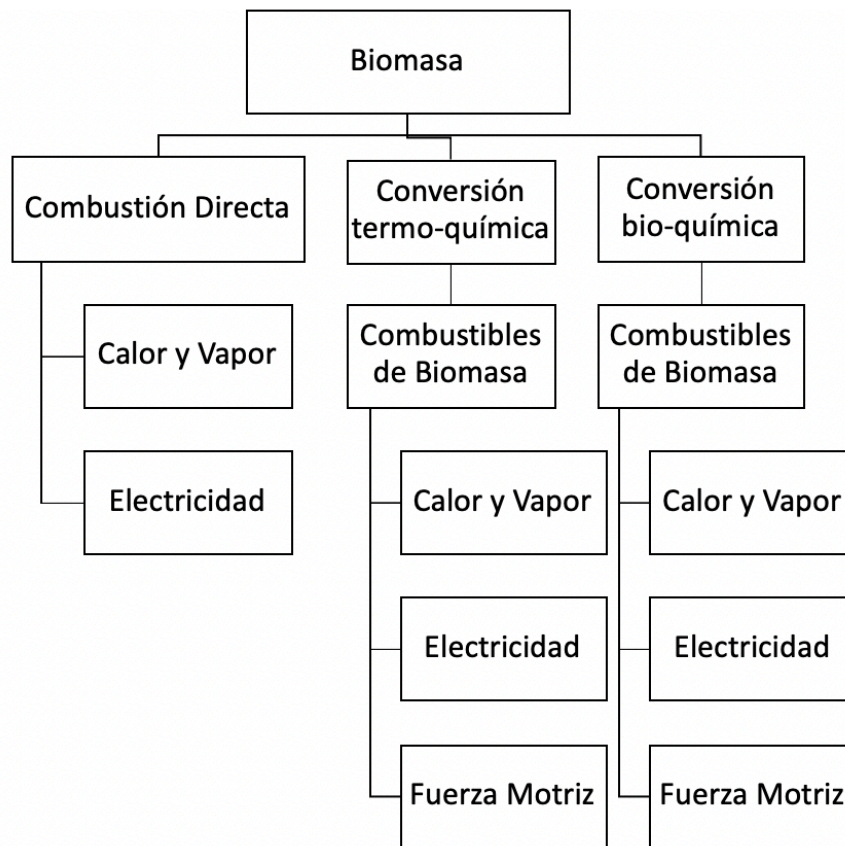 Biomasa
Combustión Directa
Conversión
termo-química
Conversión
bio-química
Calor y Vapor
Electricidad
Combustibles
de Biomasa
Calor y Vapor
Electricidad
Fuerza Motriz
Combustibles
de Biomasa
Calor y Vapor
Electricidad
Fuerza Motriz